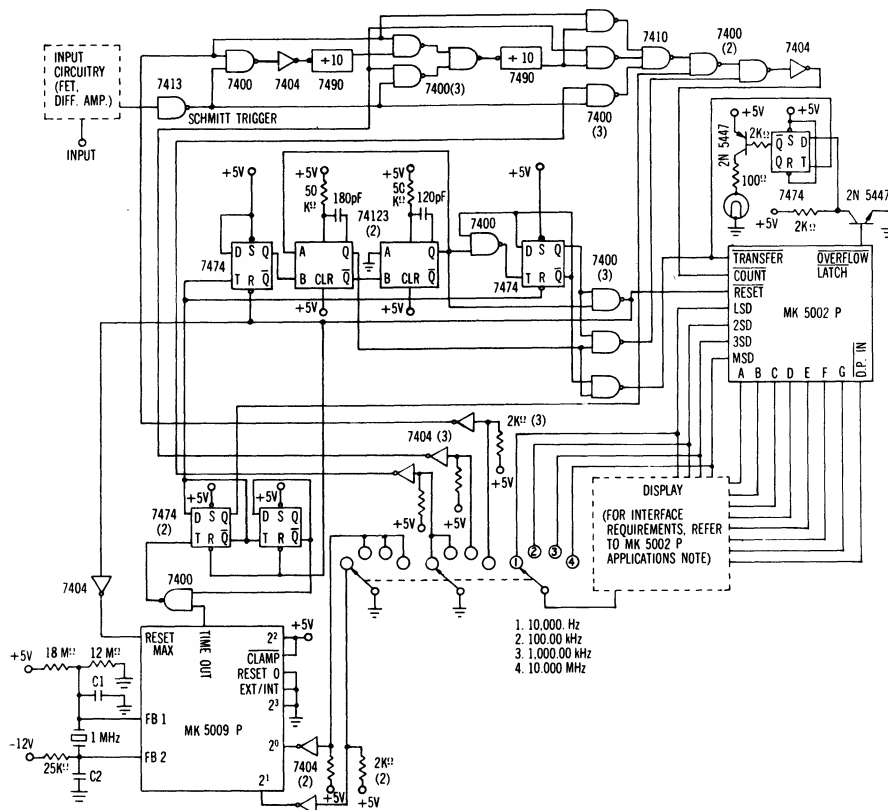 INPUT
CIRCUITRY
(FET,
DIFF. AMP.)
INPUT
7413
SCHMITT TRIGGER
7400
7404
÷10
7490
7400(3)
÷10
7490
7400
(3)
7410
7400
(2)
7404
+5V
2N 5447
100Ω
2KΩ
+5V
Q̅ S D
Q R T
7474
+5V
2KΩ
2N 5447
+5V
D S Q
T R Q̅
7474
+5V
50
KΩ
180pF
A Q
B CLR Q̅
+5V
74123
(2)
+5V
50
KΩ
120pF
A Q
B CLR Q̅
+5V
7400
+5V
D S Q
T R Q̅
7474
7400
(3)
TRANSFER
COUNT
RESET
LSD
2SD
3SD
MSD
OVERFLOW
LATCH
MK 5002 P
A B C D E F G D.P. IN
2KΩ (3)
+5V
7404 (3)
+5V
+5V
DISPLAY
(FOR INTERFACE
REQUIREMENTS, REFER
TO MK 5002 P
APPLICATIONS NOTE)
1 2 3 4
1. 10,000. Hz
2. 100.00 kHz
3. 1,000.00 kHz
4. 10.000 MHz
7474
(2)
+5V
D S Q
T R Q̅
+5V
D S Q
T R Q̅
7404
7400
RESET
MAX
TIME OUT
2²
+5V
CLAMP
RESET 0
EXT/INT
2³
MK 5009 P
2⁰
2¹
FB 1
FB 2
+5V
18 MΩ
12 MΩ
C1
1 MHz
-12V
25KΩ
C2
7404
(2)
+5V
2KΩ
(2)
+5V